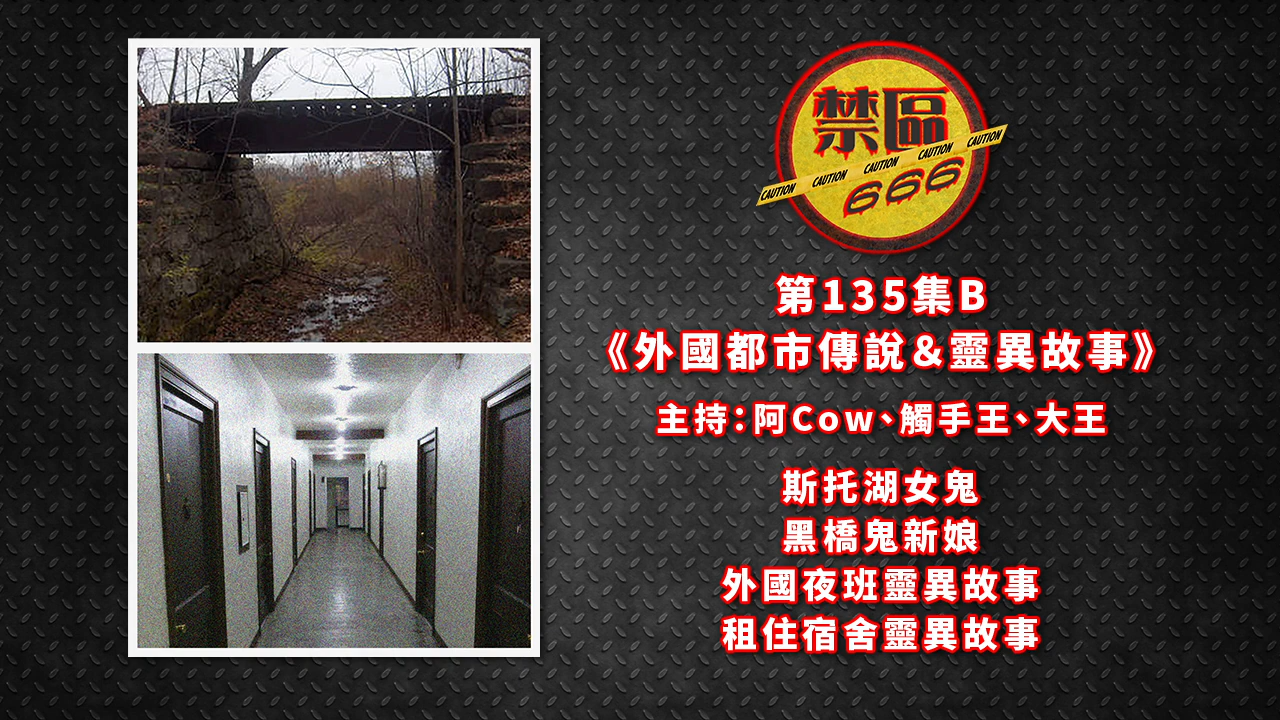 禁區
CAUTION CAUTION CAUTION CAUTION CAUTION
666
第135集B
《外國都市傳說&靈異故事》
主持：阿Cow、觸手王、大王
斯托湖女鬼
黑橋鬼新娘
外國夜班靈異故事
租住宿舍靈異故事